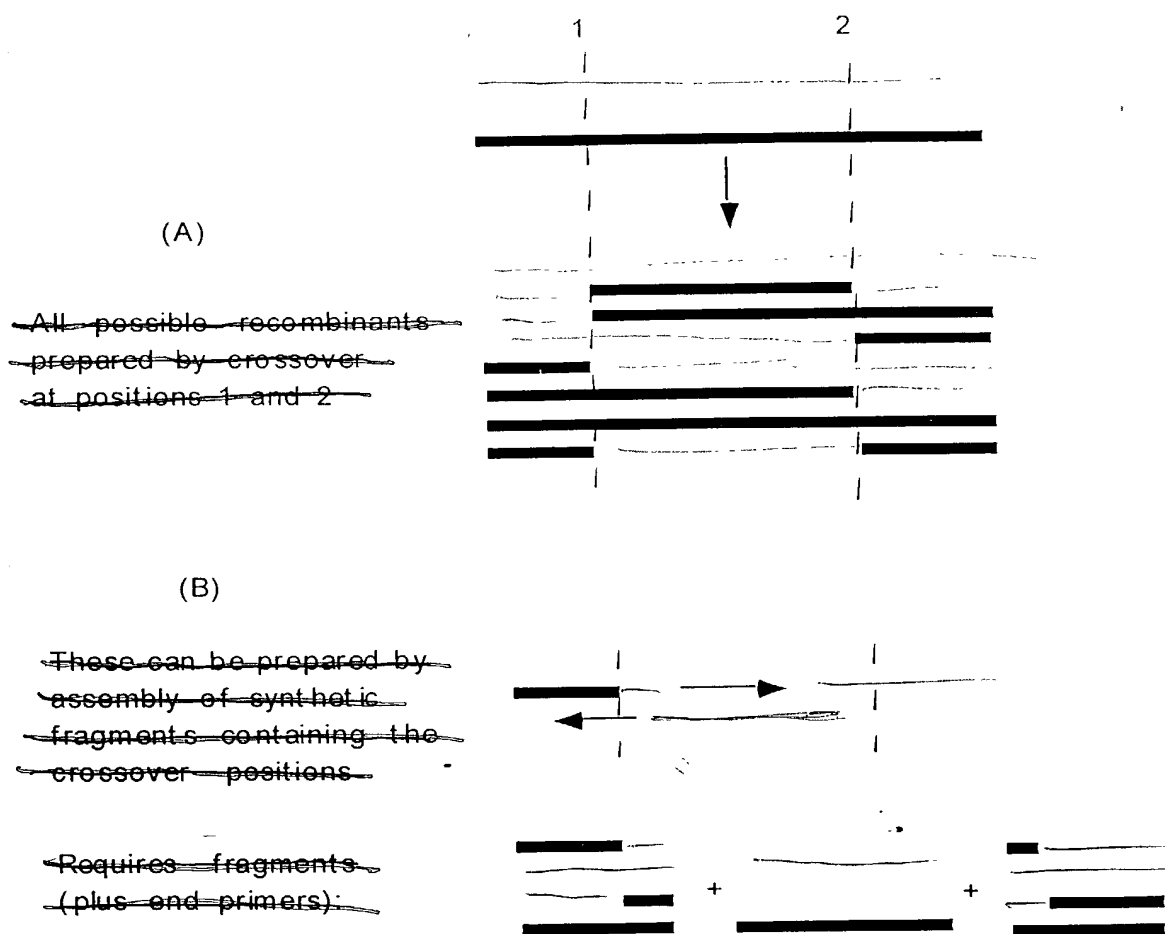 1 2
(A)
All possible recombinants
prepared by crossover
at positions 1 and 2
(B)
These can be prepared by
assembly of synthetic
fragments containing the
crossover positions
Requires fragments
(plus end primers):
+ +